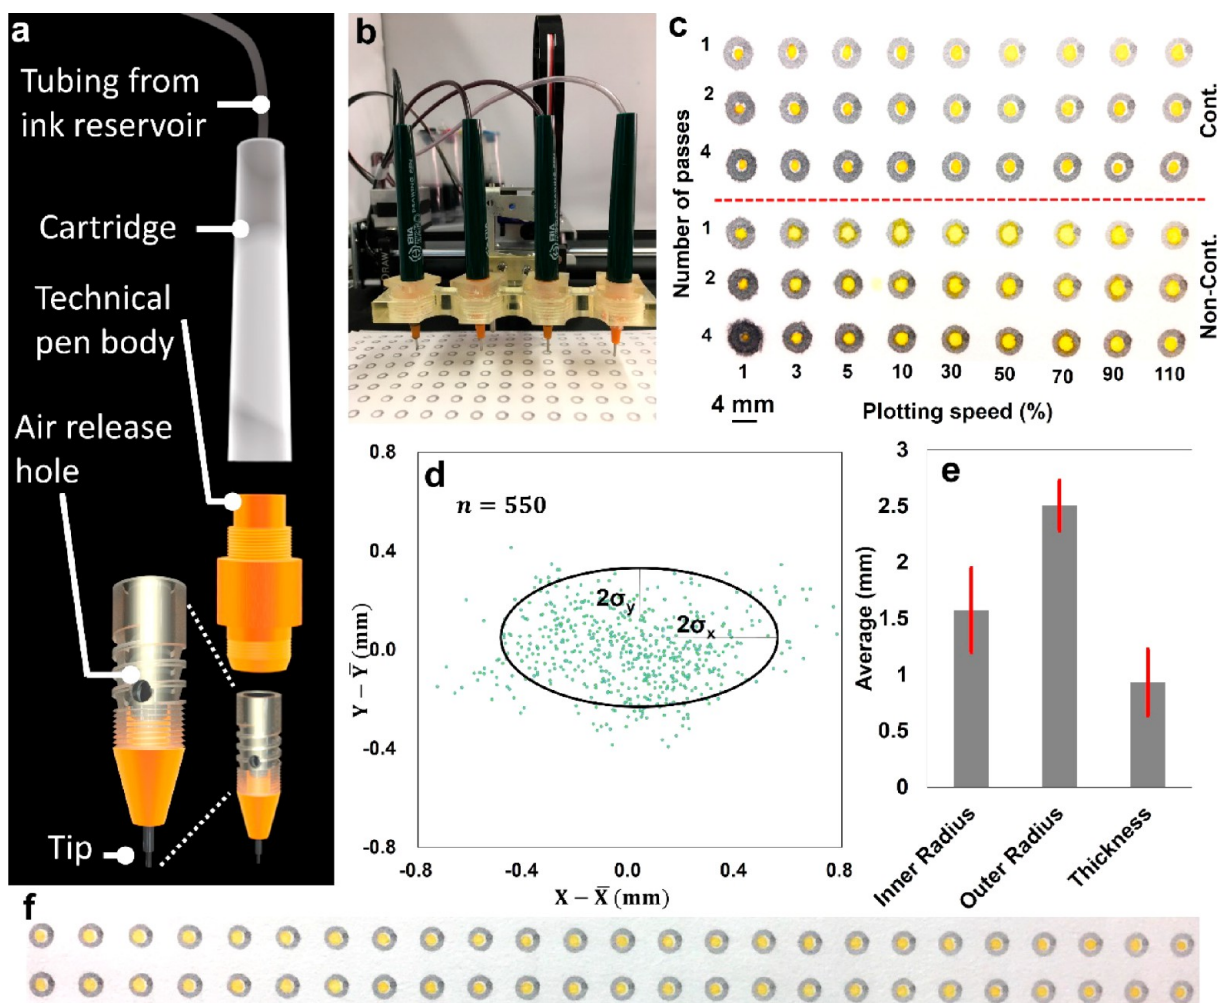 a
Tubing from
ink reservoir
Cartridge
Technical
pen body
Air release
hole
Tip
b
c
Number of passes
1
2
4
1
2
4
Cont.
Non-Cont.
1 3 5 10 30 50 70 90 110
4 mm
Plotting speed (%)
d
n = 550
2σy
2σx
0.8
0.4
0.0
-0.4
-0.8
Y − Y̅ (mm)
-0.8 -0.4 0.0 0.4 0.8
X − X̅ (mm)
e
Average (mm)
3
2.5
2
1.5
1
0.5
0
Inner Radius
Outer Radius
Thickness
f